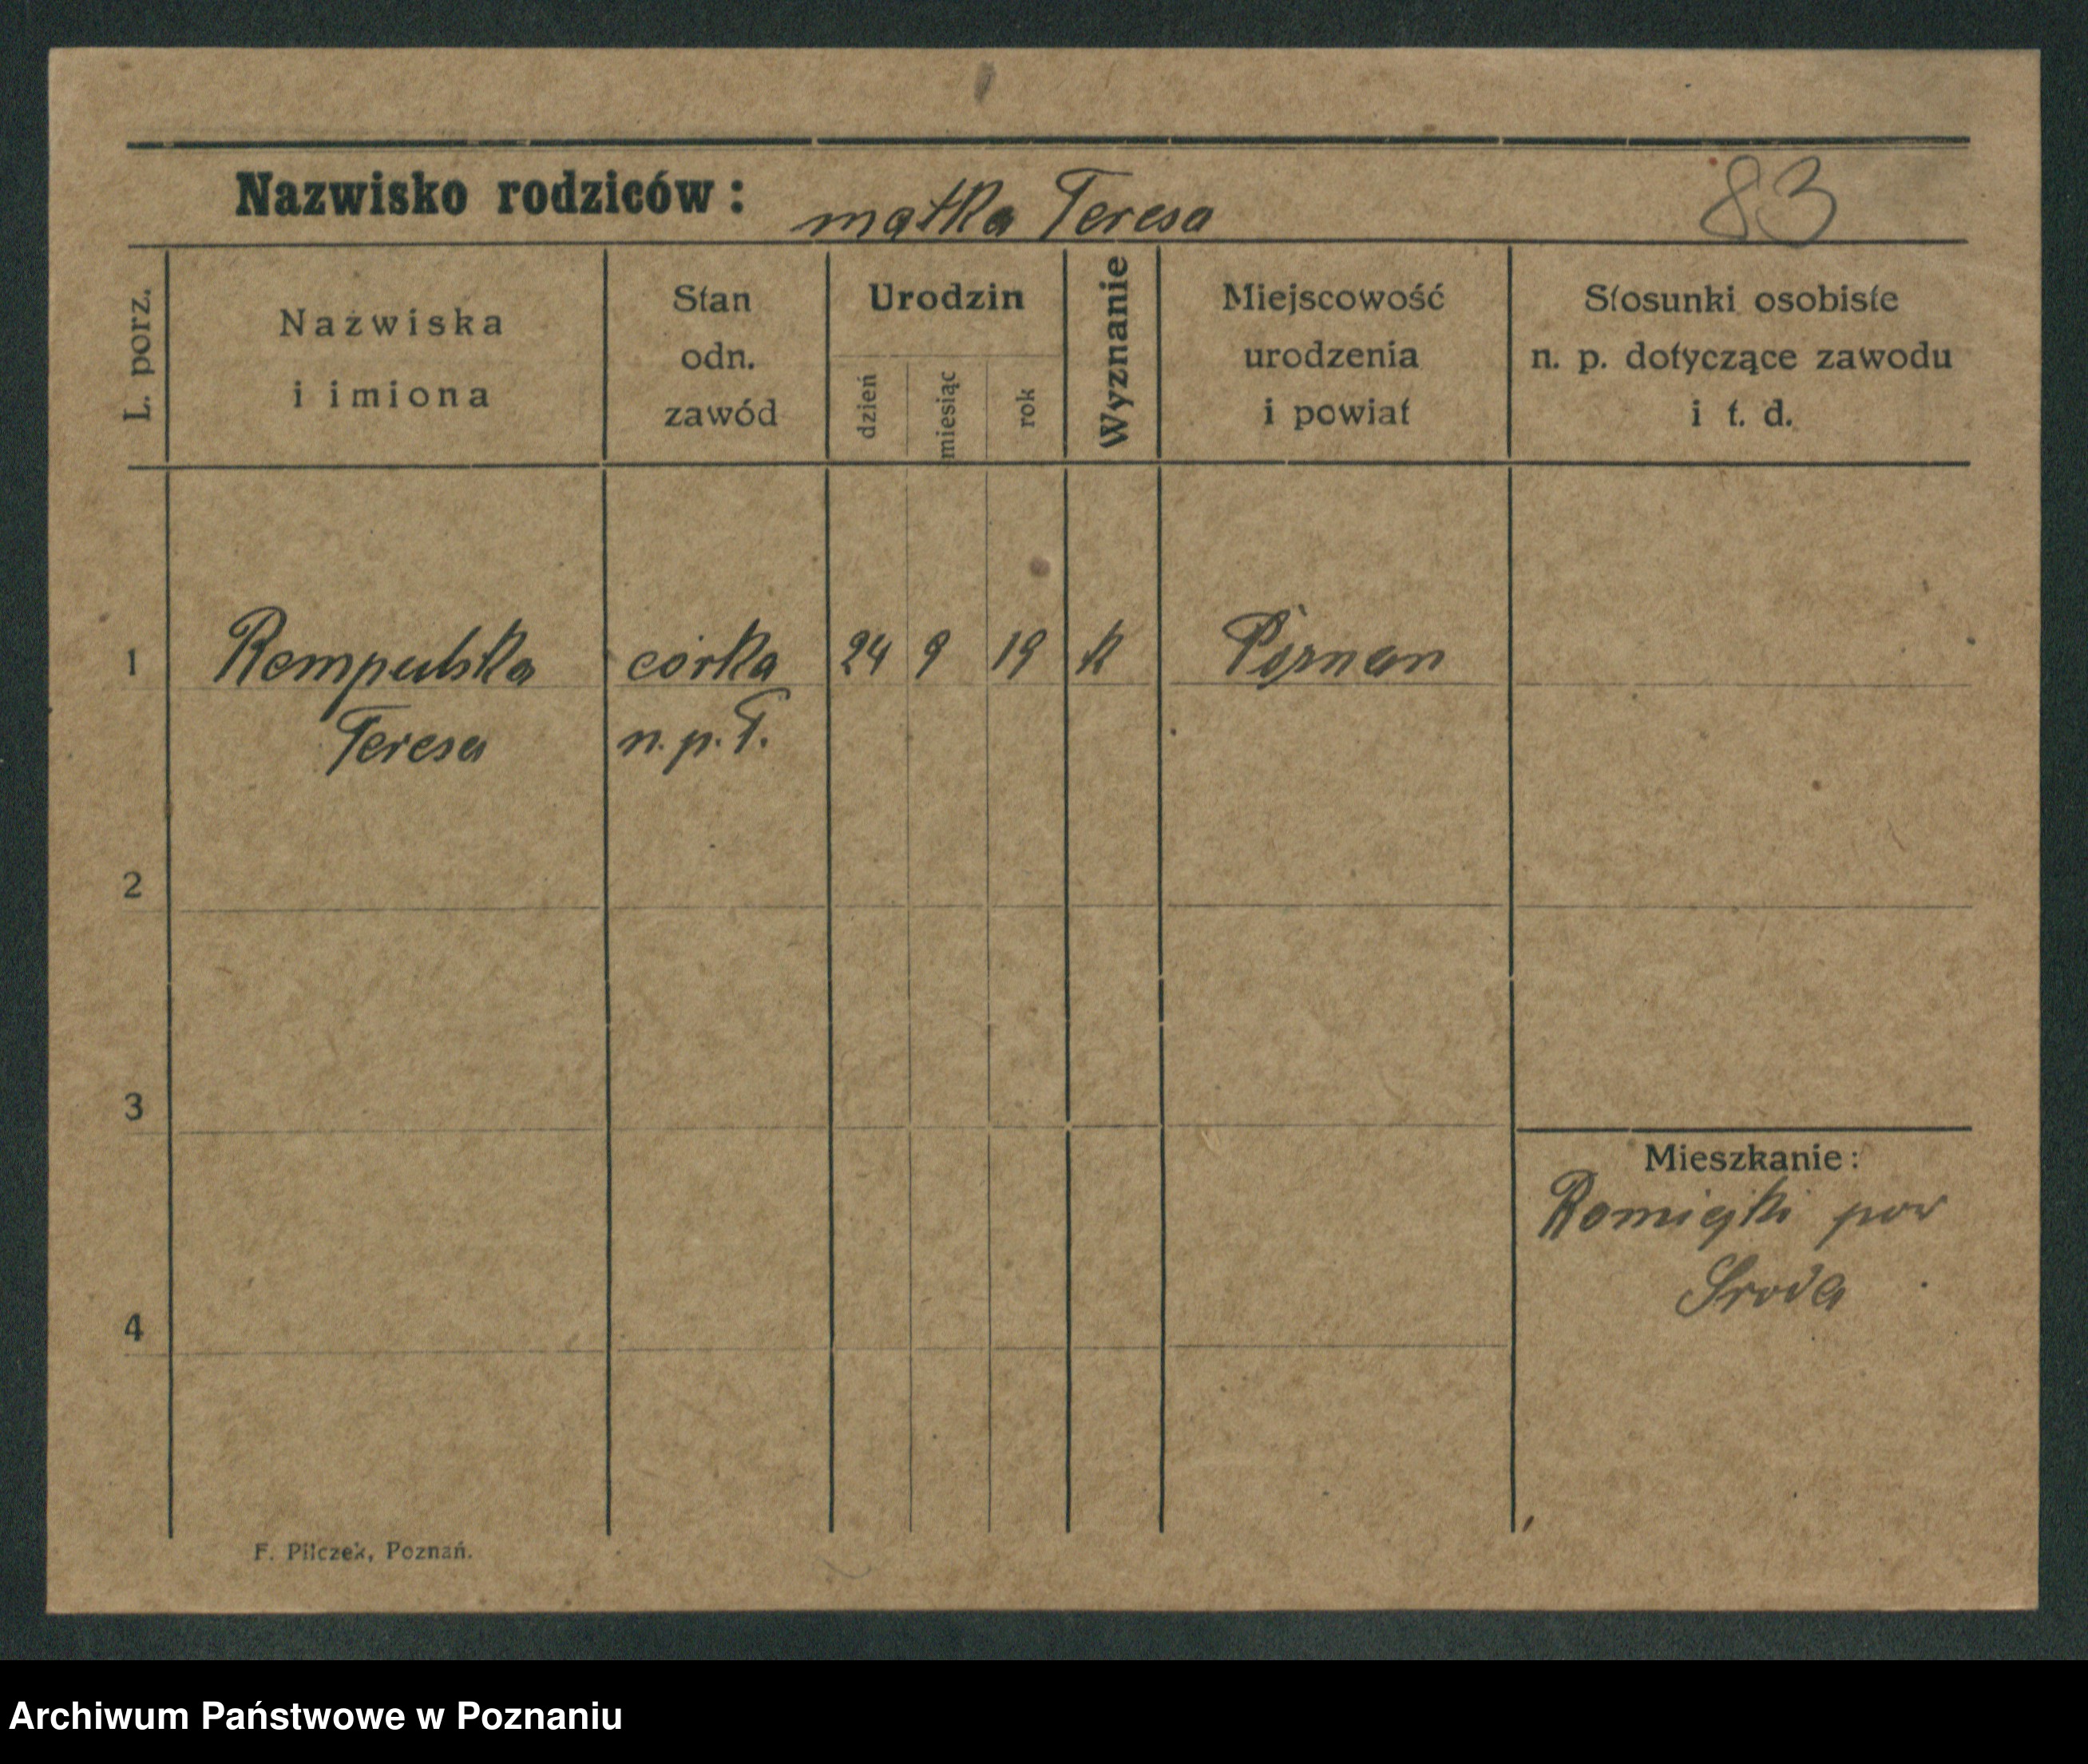 Nazwisko rodziców: matka Teresa 83
L. porz.
Nazwiska
i imiona
Stan
odn.
zawód
Urodzin
dzień
miesiąc
rok
Wyznanie
Miejscowość
urodzenia
i powiat
Stosunki osobiste
n. p. dotyczące zawodu
i t. d.
1 Rempulska córka 24 9 19 k Poznan
Teresa n. p. T.
2
3
Mieszkanie:
pow
Sroda
4
F. Pilczek, Poznań.
Archiwum Państwowe w Poznaniu